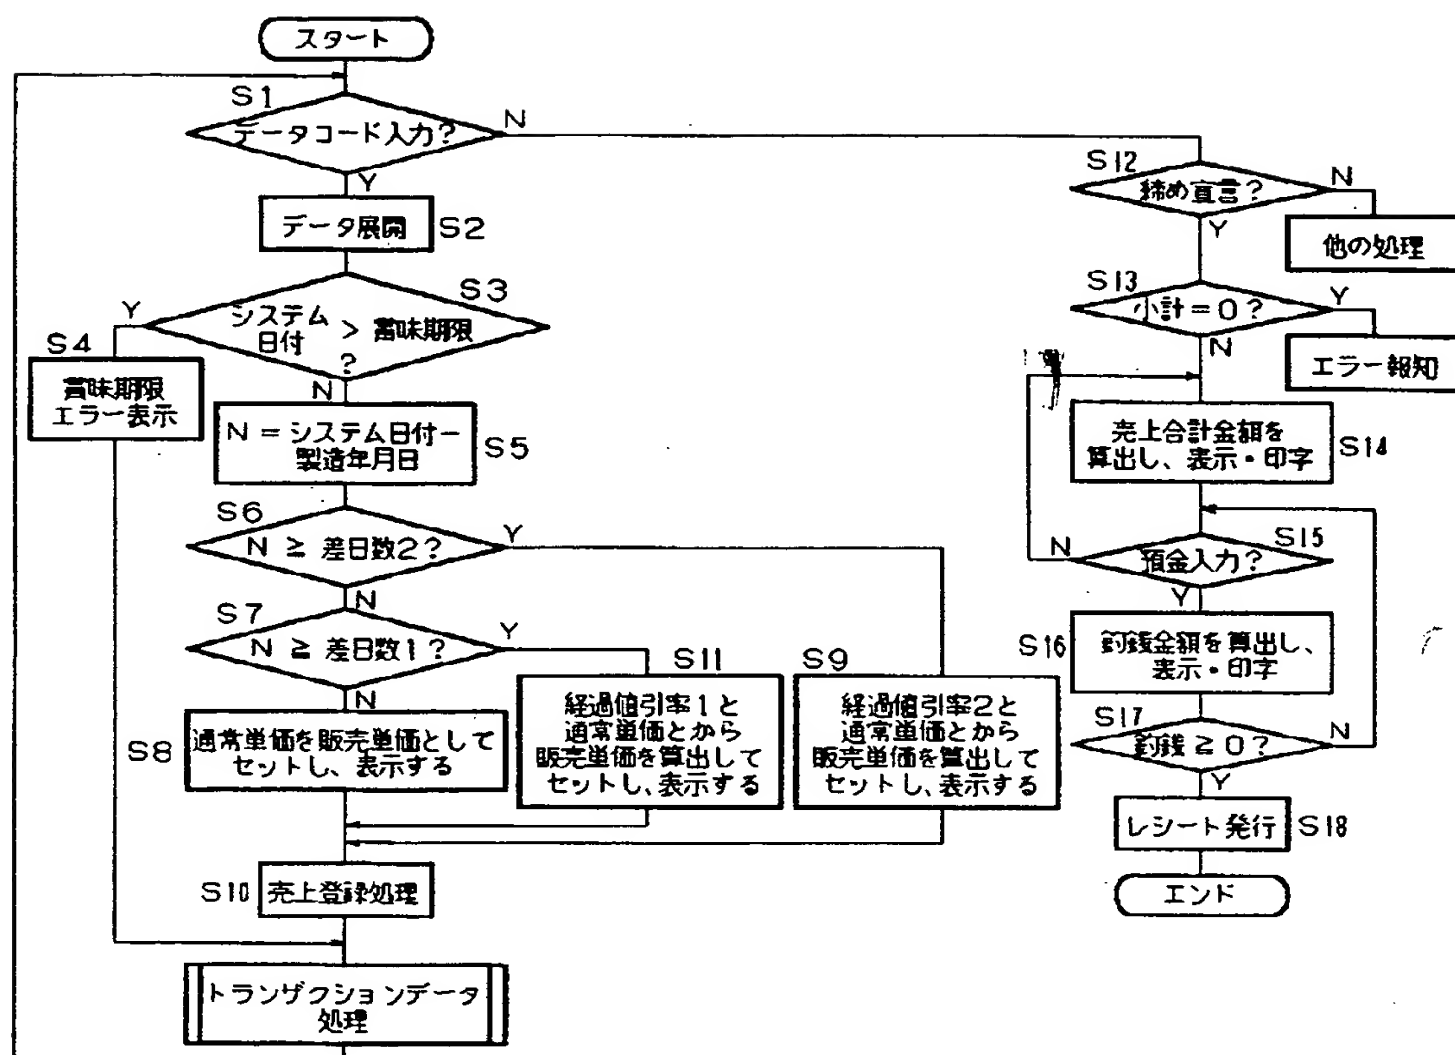 スタート
S1
データコード入力?
N
Y
データ展開
S2
S3
システム
日付
>
賞味期限
?
Y
N
S4
賞味期限
エラー表示
N=システム日付−
製造年月日
S5
S6
N ≧ 差日数2?
Y
N
S7
N ≧ 差日数1?
Y
N
S8
通常単価を販売単価として
セットし、表示する
S11
経過値引率1と
通常単価とから
販売単価を算出して
セットし、表示する
S9
経過値引率2と
通常単価とから
販売単価を算出して
セットし、表示する
S10
売上登録処理
トランザクションデータ
処理
S12
締め宣言?
N
Y
他の処理
S13
小計=0?
Y
N
エラー報知
売上合計金額を
算出し、表示・印字
S14
S15
預金入力?
N
Y
S16
釣銭金額を算出し、
表示・印字
S17
釣銭≧0?
N
Y
レシート発行
S18
エンド